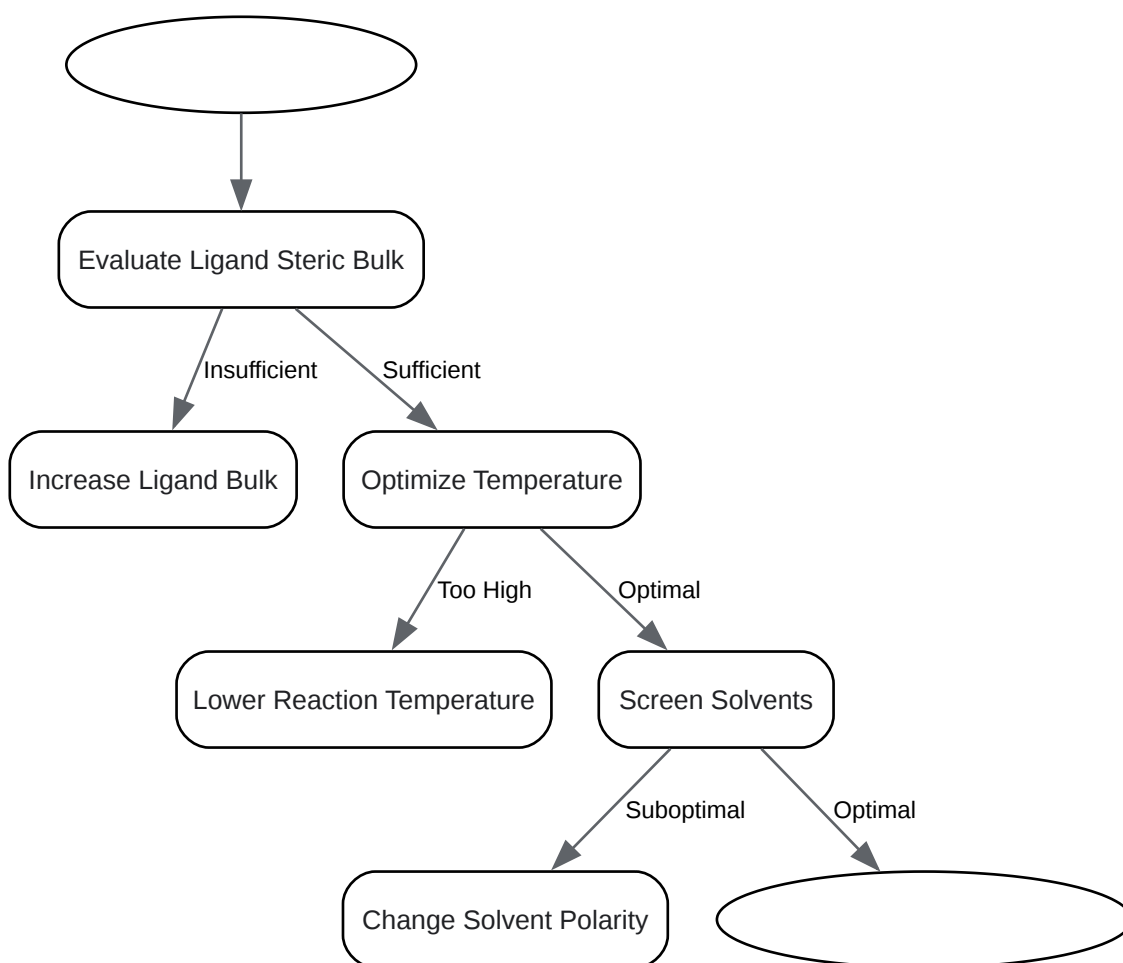 Evaluate Ligand Steric Bulk
Insufficient
Sufficient
Increase Ligand Bulk
Optimize Temperature
Too High
Optimal
Lower Reaction Temperature
Screen Solvents
Suboptimal
Optimal
Change Solvent Polarity